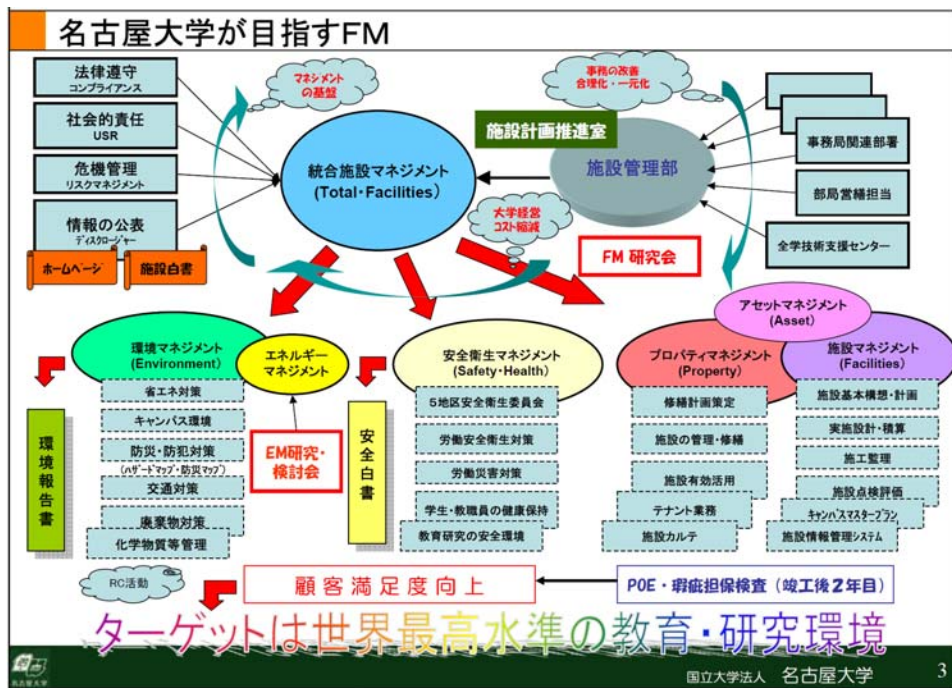 名古屋大学が目指すFM
法律遵守
コンプライアンス
社会的責任
USR
危機管理
リスクマネジメント
情報の公表
ディスクロージャー
ホームページ
施設白書
マネジメント
の基盤
統合施設マネジメント
(Total・Facilities)
施設計画推進室
事務の改善
合理化・一元化
施設管理部
事務局関連部署
部局営繕担当
全学技術支援センター
大学経営
コスト縮減
FM 研究会
環境マネジメント
(Environment)
エネルギー
マネジメント
省エネ対策
キャンパス環境
防災・防犯対策
(ハザードマップ・防災マップ)
交通対策
廃棄物対策
化学物質等管理
環境報告書
EM研究・
検討会
安全衛生マネジメント
(Safety・Health)
5地区安全衛生委員会
労働安全衛生対策
労働災害対策
学生・教職員の健康保持
教育研究の安全環境
安全白書
アセットマネジメント
(Asset)
プロパティマネジメント
(Property)
修繕計画策定
施設の管理・修繕
施設有効活用
テナント業務
施設カルテ
施設マネジメント
(Facilities)
施設基本構想・計画
実施設計・積算
施工監理
施設点検評価
キャンパスマスタープラン
施設情報管理システム
RC活動
顧客満足度向上
POE・瑕疵担保検査(竣工後2年目)
ターゲットは世界最高水準の教育・研究環境
名古屋大学
国立大学法人 名古屋大学
3